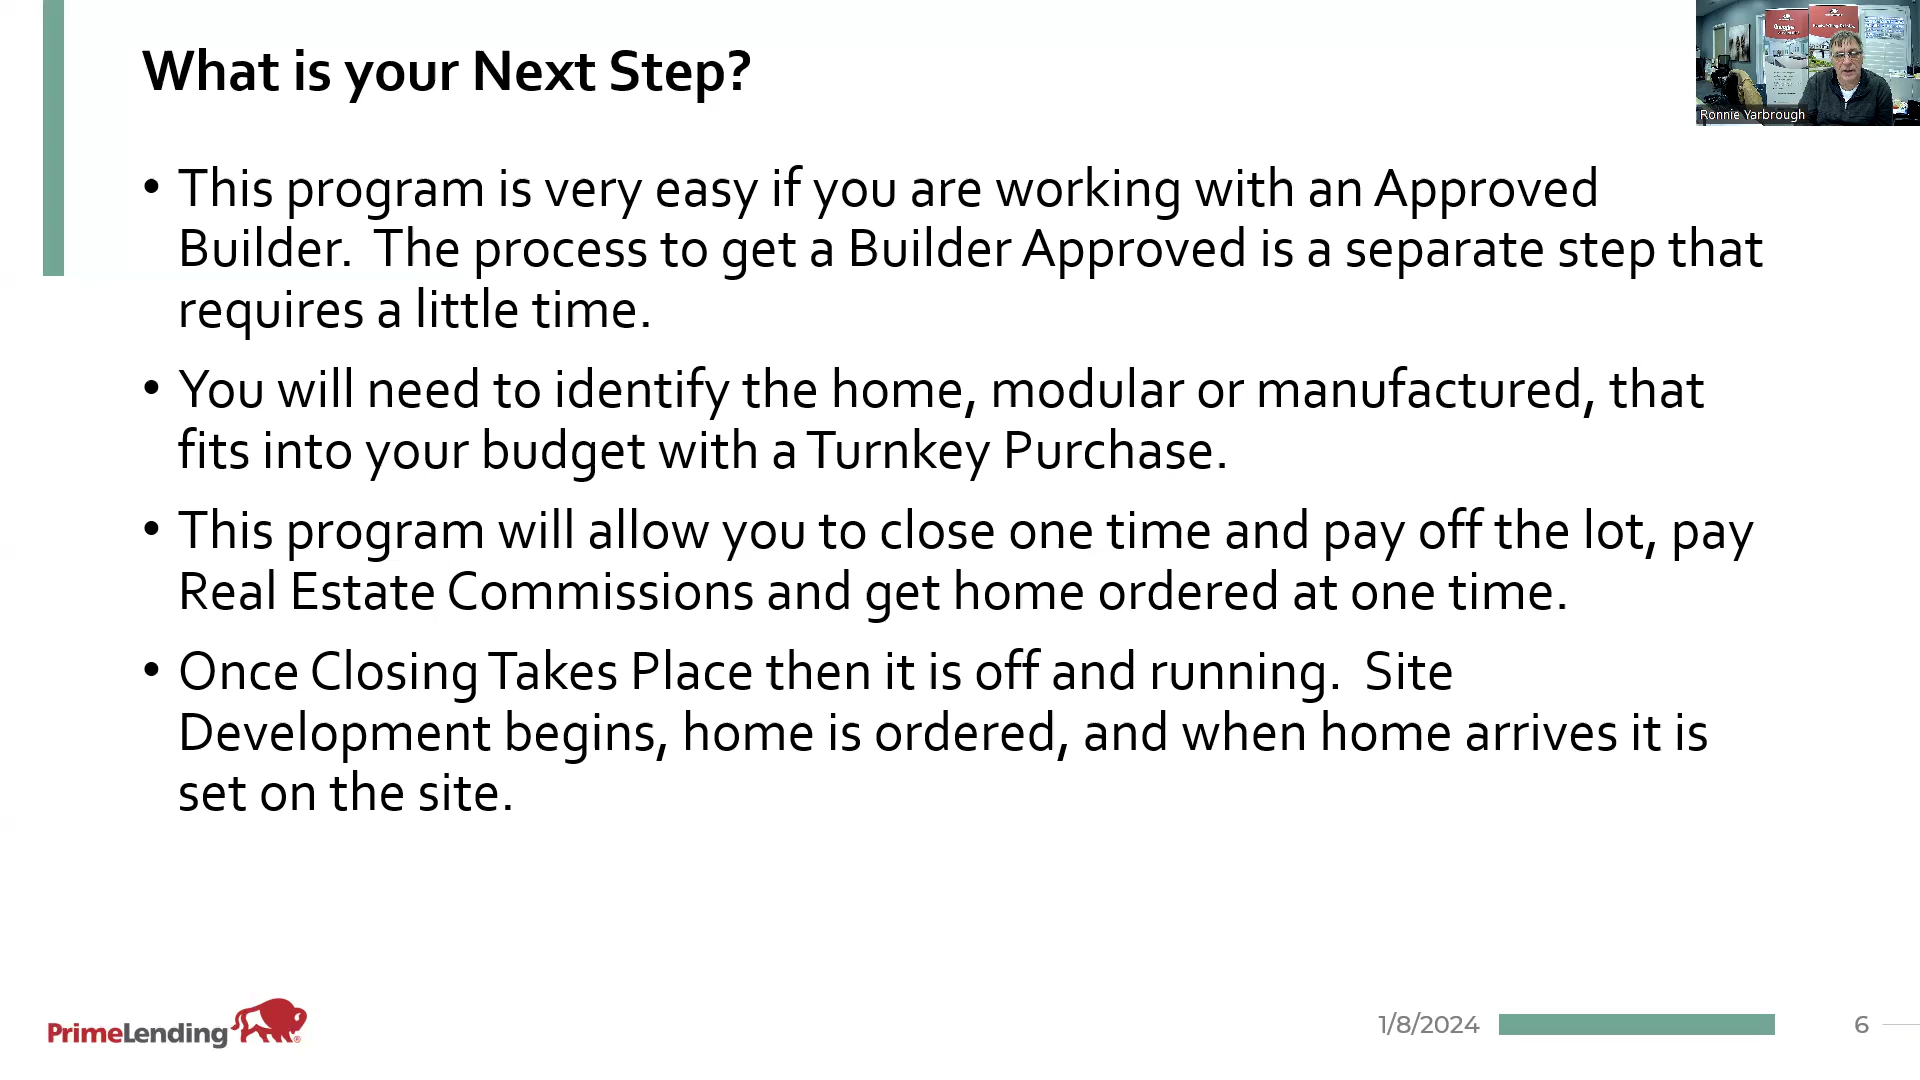 What is your Next Step?
Ronnie Yarbrough
• This program is very easy if you are working with an Approved
Builder.  The process to get a Builder Approved is a separate step that
requires a little time.
• You will need to identify the home, modular or manufactured, that
fits into your budget with a Turnkey Purchase.
• This program will allow you to close one time and pay off the lot, pay
Real Estate Commissions and get home ordered at one time.
• Once Closing Takes Place then it is off and running.  Site
Development begins, home is ordered, and when home arrives it is
set on the site.
PrimeLending
1/8/2024
6